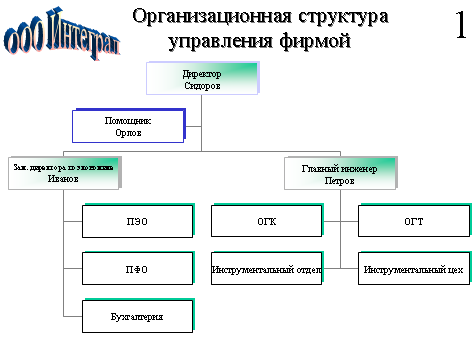 ООО Интеграл
Организационная структура
управления фирмой
1
Директор
Сидоров
Помощник
Орлов
Зам. директора по экономике
Иванов
Главный инженер
Петров
ПЭО
ОГК
ОГТ
ПФО
Инструментальный отдел
Инструментальный цех
Бухгалтерия